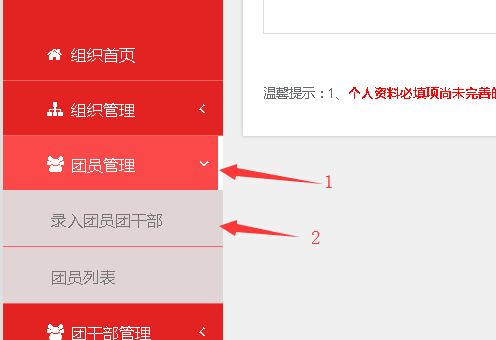 组织首页
组织管理
温馨提示：1、个人资料必填项尚未完善的
团员管理
1
录入团员团干部
2
团员列表
团干部管理